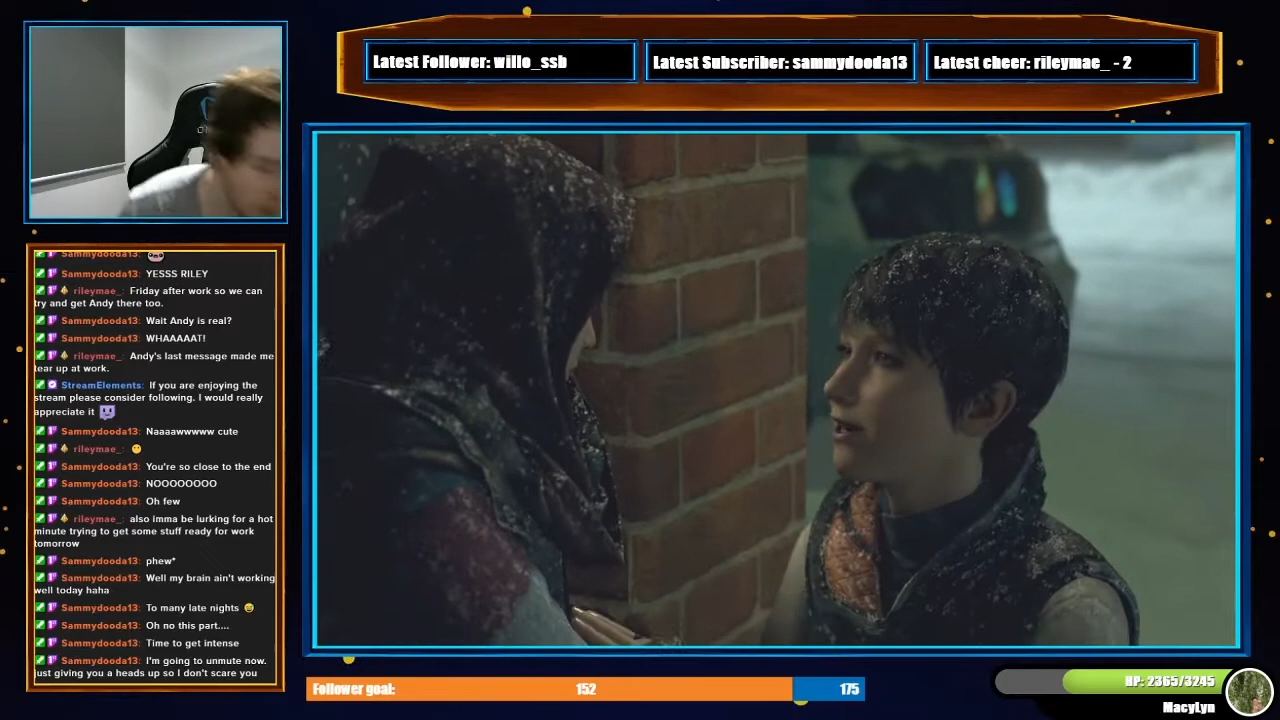 Latest Follower: willo_ssb
Latest Subscriber: sammydooda13
Latest cheer: rileymae_ - 2
Sammydooda13:
Sammydooda13: YESSS RILEY
rileymae_: Friday after work so we can
try and get Andy there too.
Sammydooda13: Wait Andy is real?
Sammydooda13: WHAAAAAT!
rileymae_: Andy's last message made me
tear up at work.
StreamElements: If you are enjoying the
stream please consider following. I would really
appreciate it
Sammydooda13: Naaaawwwww cute
rileymae_:
Sammydooda13: You're so close to the end
Sammydooda13: NOOOOOOOO
Sammydooda13: Oh few
rileymae_: also imma be lurking for a hot
minute trying to get some stuff ready for work
tomorrow
Sammydooda13: phew*
Sammydooda13: Well my brain ain't working
well today haha
Sammydooda13: To many late nights
Sammydooda13: Oh no this part....
Sammydooda13: Time to get intense
Sammydooda13: I'm going to unmute now.
Just giving you a heads up so I don't scare you
Follower goal: 152 175
HP: 2365/3245
MacyLyn